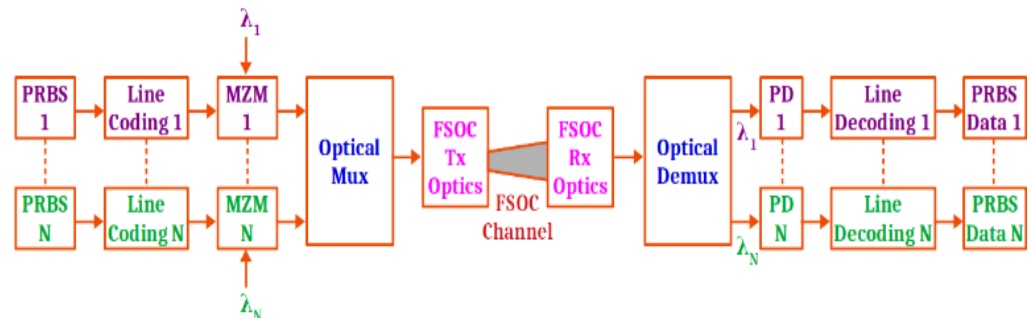 λ1
PRBS
1
Line
Coding 1
MZM
1
Optical
Mux
FSOC
Tx
Optics
FSOC
Rx
Optics
FSOC
Channel
Optical
Demux
λ1
PD
1
Line
Decoding 1
PRBS
Data 1
PRBS
N
Line
Coding N
MZM
N
λN
λN
PD
N
Line
Decoding N
PRBS
Data N